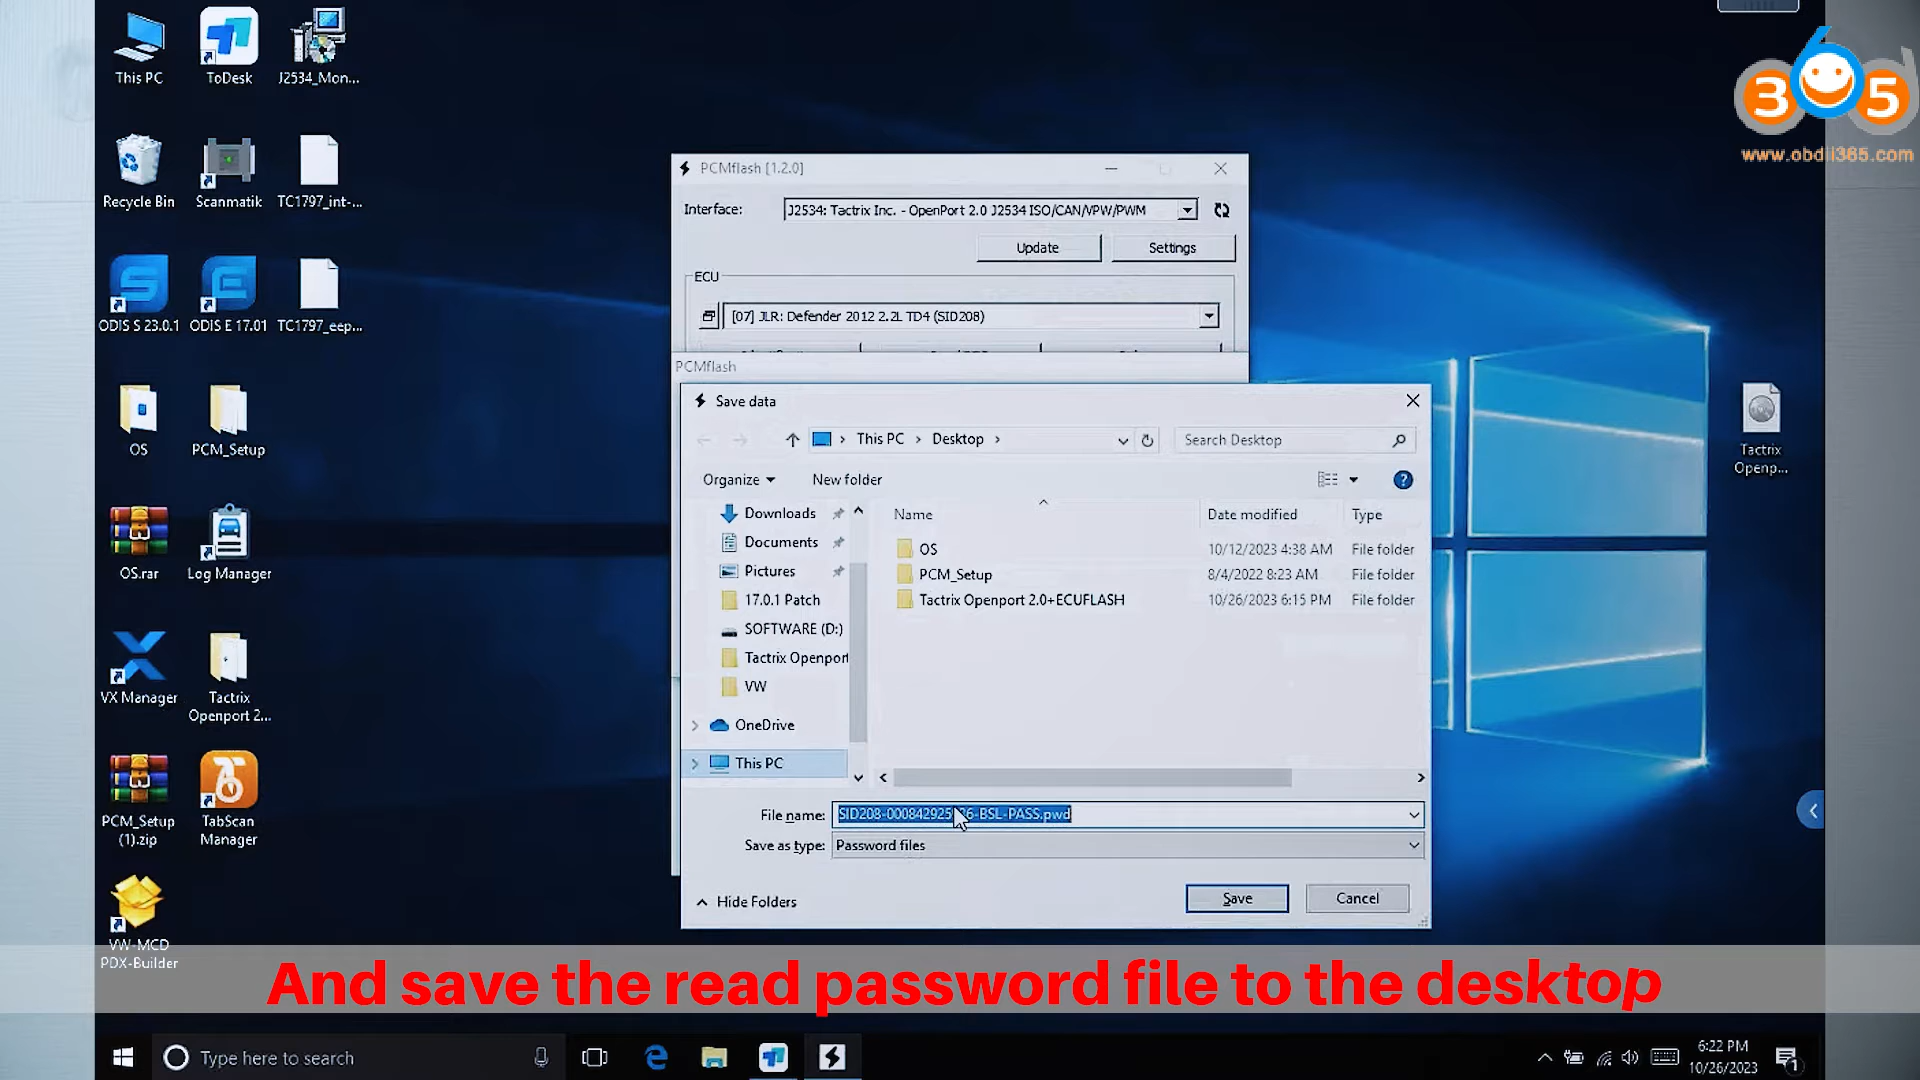 This PC
ToDesk
J2534_Mon...
Recycle Bin
Scanmatik
TC1797_int-...
ODIS S 23.0.1
ODIS E 17.01
TC1797_eep...
OS
PCM_Setup
OS.rar
Log Manager
VX Manager
Tactrix
Openport 2...
PCM_Setup
(1).zip
TabScan
Manager
VW-MCD
PDX-Builder
365
www.obdii365.com
Tactrix
Openp...
PCMflash [1.2.0]
Interface:
J2534: Tactrix Inc. - OpenPort 2.0 J2534 ISO/CAN/VPW/PWM
Update
Settings
ECU
[07] JLR: Defender 2012 2.2L TD4 (SID208)
PCMflash
Save data
This PC
Desktop
Search Desktop
Organize
New folder
Name
Date modified
Type
Downloads
Documents
Pictures
17.0.1 Patch
SOFTWARE (D:)
Tactrix Openport
VW
OneDrive
This PC
OS
10/12/2023 4:38 AM
File folder
PCM_Setup
8/4/2022 8:23 AM
File folder
Tactrix Openport 2.0+ECUFLASH
10/26/2023 6:15 PM
File folder
File name:
Save as type:
Password files
Hide Folders
Save
Cancel
And save the read password file to the desktop
Type here to search
6:22 PM
10/26/2023
1